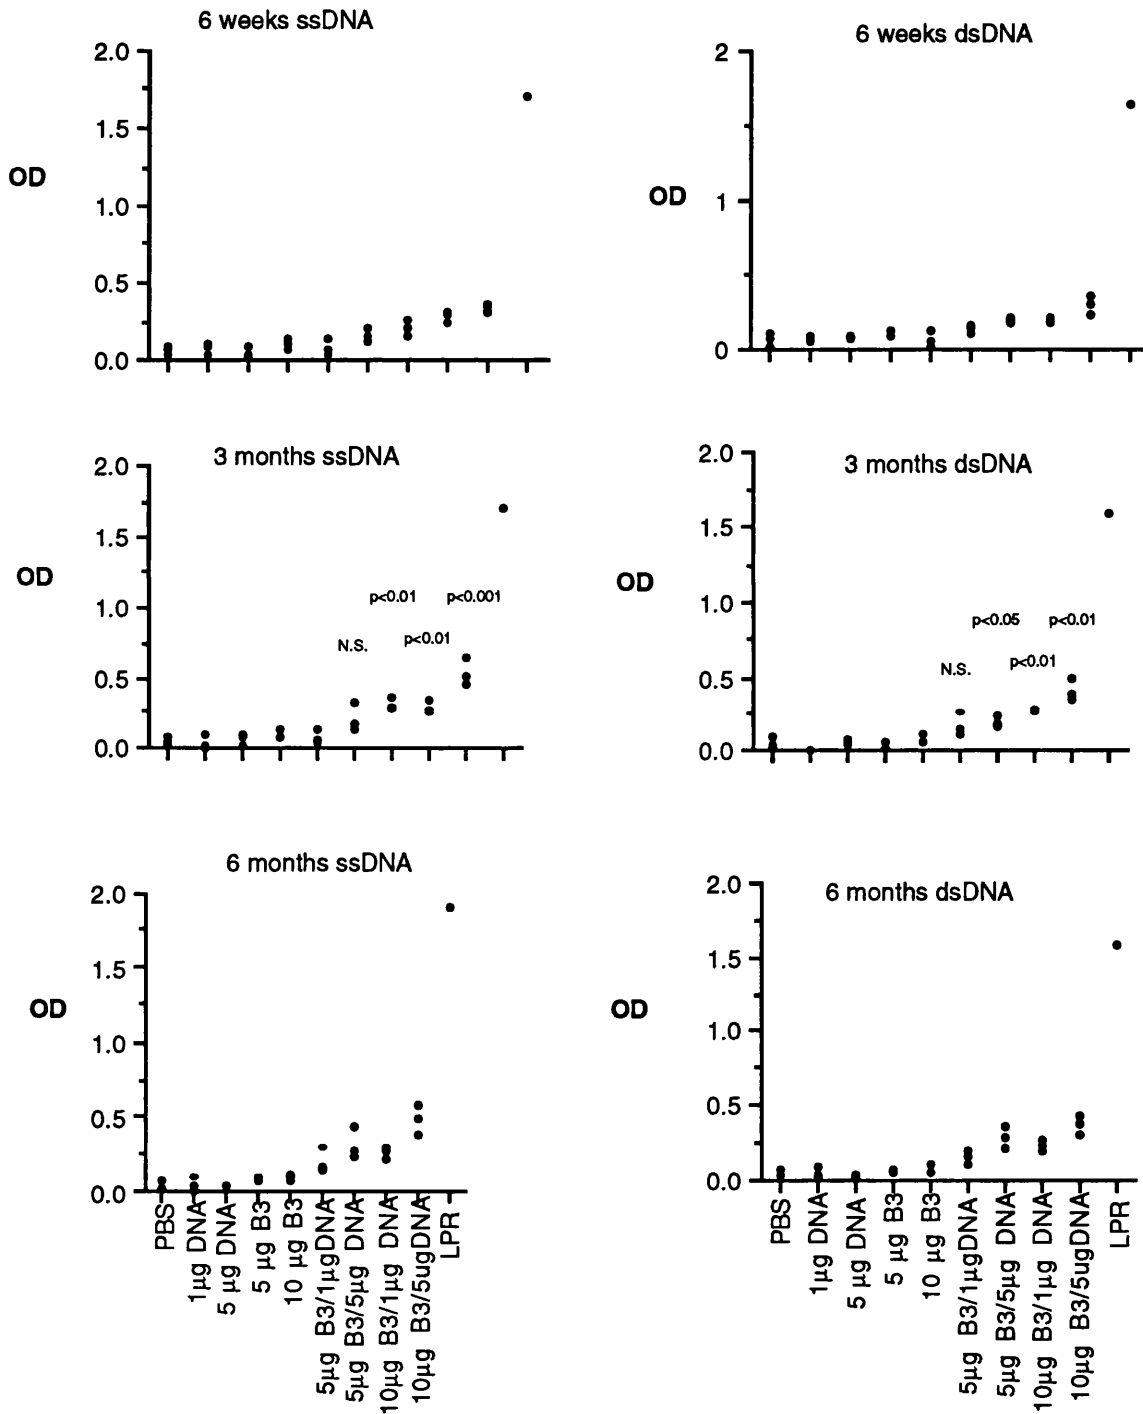 6 weeks ssDNA
2.0
1.5
OD
1.0
0.5
0.0
6 weeks dsDNA
2
OD
1
0
3 months ssDNA
2.0
1.5
OD
1.0
p<0.01 p<0.001
N.S. p<0.01
0.5
0.0
3 months dsDNA
2.0
1.5
OD
1.0
p<0.05 p<0.01
N.S. p<0.01
0.5
0.0
6 months ssDNA
2.0
1.5
OD
1.0
0.5
0.0
PBS
1µg DNA
5 µg DNA
5 µg B3
10 µg B3
5µg B3/1µgDNA
5µg B3/5µg DNA
10µg B3/1µg DNA
10µg B3/5ugDNA
LPR
6 months dsDNA
2.0
1.5
OD
1.0
0.5
0.0
PBS
1µg DNA
5 µg DNA
5 µg B3
10 µg B3
5µg B3/1µgDNA
5µg B3/5µg DNA
10µg B3/1µg DNA
10µg B3/5ugDNA
LPR